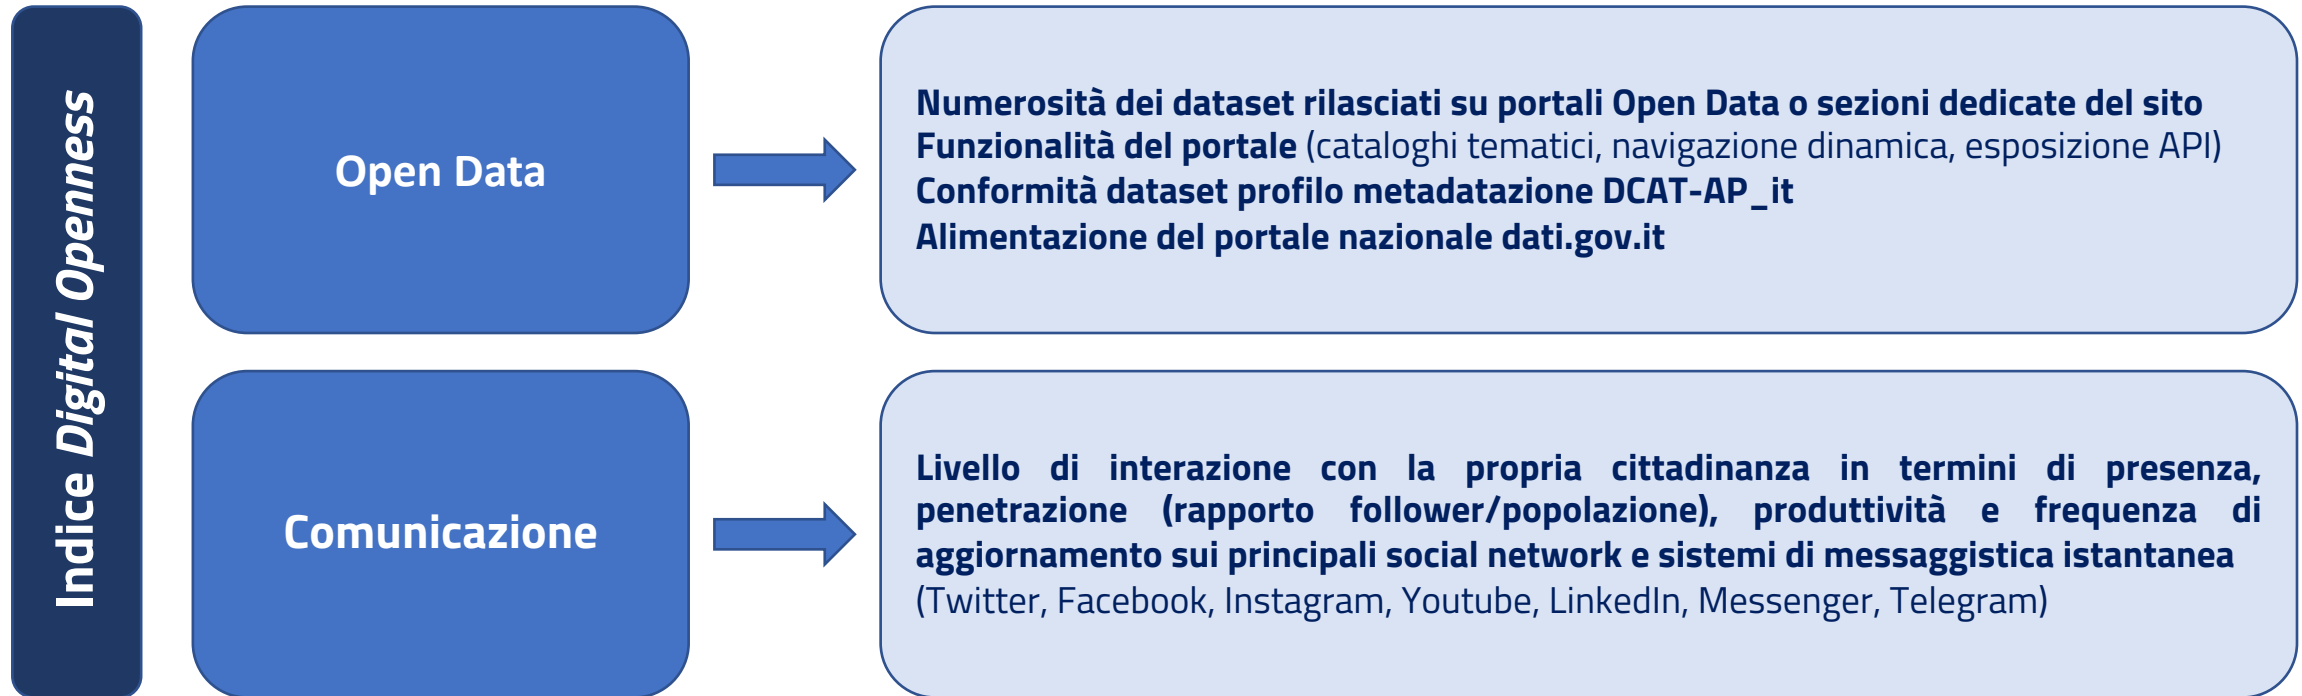 Indice Digital Openness
Open Data
Numerosità dei dataset rilasciati su portali Open Data o sezioni dedicate del sito
Funzionalità del portale (cataloghi tematici, navigazione dinamica, esposizione API)
Conformità dataset profilo metadatazione DCAT-AP_it
Alimentazione del portale nazionale dati.gov.it
Comunicazione
Livello di interazione con la propria cittadinanza in termini di presenza,
penetrazione (rapporto follower/popolazione), produttività e frequenza di
aggiornamento sui principali social network e sistemi di messaggistica istantanea
(Twitter, Facebook, Instagram, Youtube, LinkedIn, Messenger, Telegram)